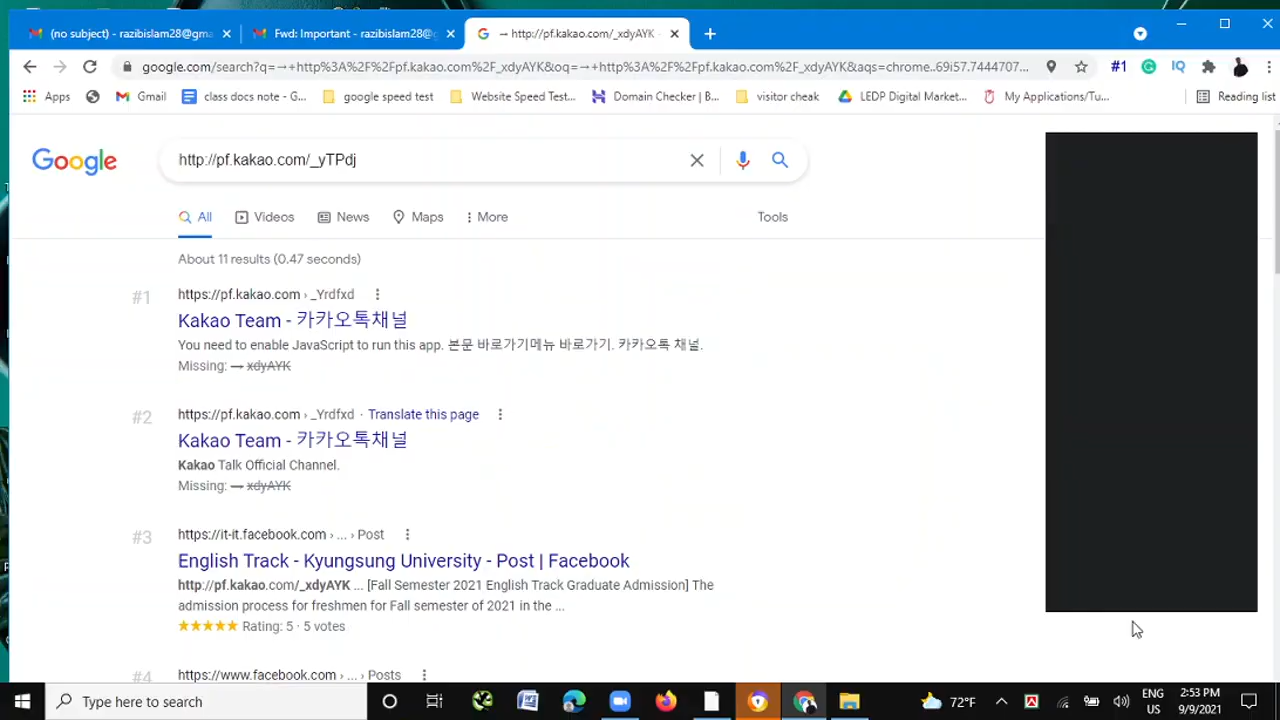 (no subject) - razibislam28@gma
Fwd: Important - razibislam28@g
→ http://pf.kakao.com/_xdyAYK -
google.com/search?q=→+http%3A%2F%2Fpf.kakao.com%2F_xdyAYK&oq=→+http%3A%2F%2Fpf.kakao.com%2F_xdyAYK&aqs=chrome..69i57.7444707...
#1
IQ
Apps
Gmail
class docs note - G...
google speed test
Website Speed Test...
Domain Checker | B...
visitor cheak
LEDP Digital Market...
My Applications/Tu...
Reading list
Google
http://pf.kakao.com/_yTPdj
All
Videos
News
Maps
More
Tools
About 11 results (0.47 seconds)
#1
https://pf.kakao.com › _Yrdfxd
Kakao Team - 카카오톡채널
You need to enable JavaScript to run this app. 본문 바로가기메뉴 바로가기. 카카오톡 채널.
Missing: → xdyAYK
#2
https://pf.kakao.com › _Yrdfxd · Translate this page
Kakao Team - 카카오톡채널
Kakao Talk Official Channel.
Missing: → xdyAYK
#3
https://it-it.facebook.com › ... › Post
English Track - Kyungsung University - Post | Facebook
http://pf.kakao.com/_xdyAYK ... [Fall Semester 2021 English Track Graduate Admission] The
admission process for freshmen for Fall semester of 2021 in the ...
★★★★★ Rating: 5 · 5 votes
#4
https://www.facebook.com › ... › Posts
Type here to search
72°F
ENG
US
2:53 PM
9/9/2021